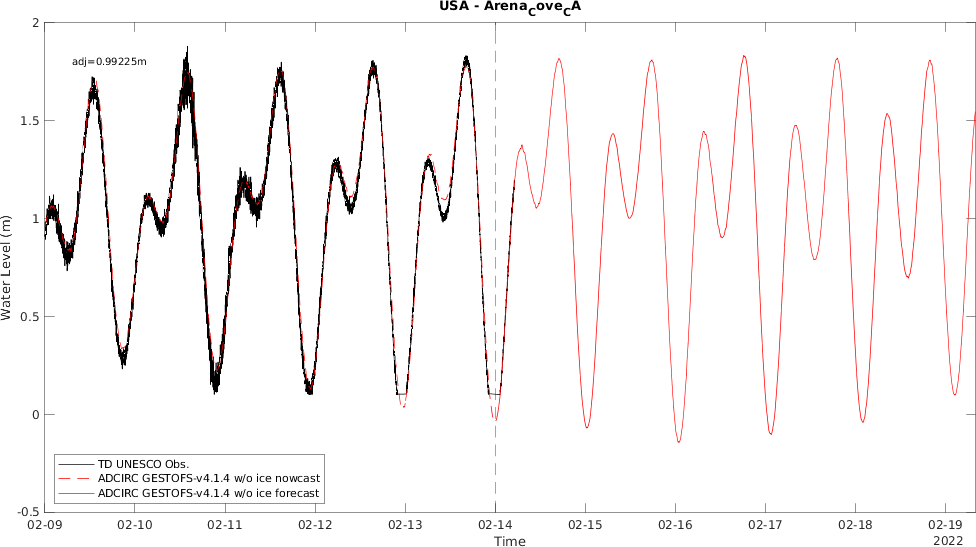 USA - Arena_Cove_CA
2
adj=0.99225m
1.5
1
Water Level (m)
0.5
0
-0.5
TD UNESCO Obs.
ADCIRC GESTOFS-v4.1.4 w/o ice nowcast
ADCIRC GESTOFS-v4.1.4 w/o ice forecast
02-09 02-10 02-11 02-12 02-13 02-14 02-15 02-16 02-17 02-18 02-19
Time 2022